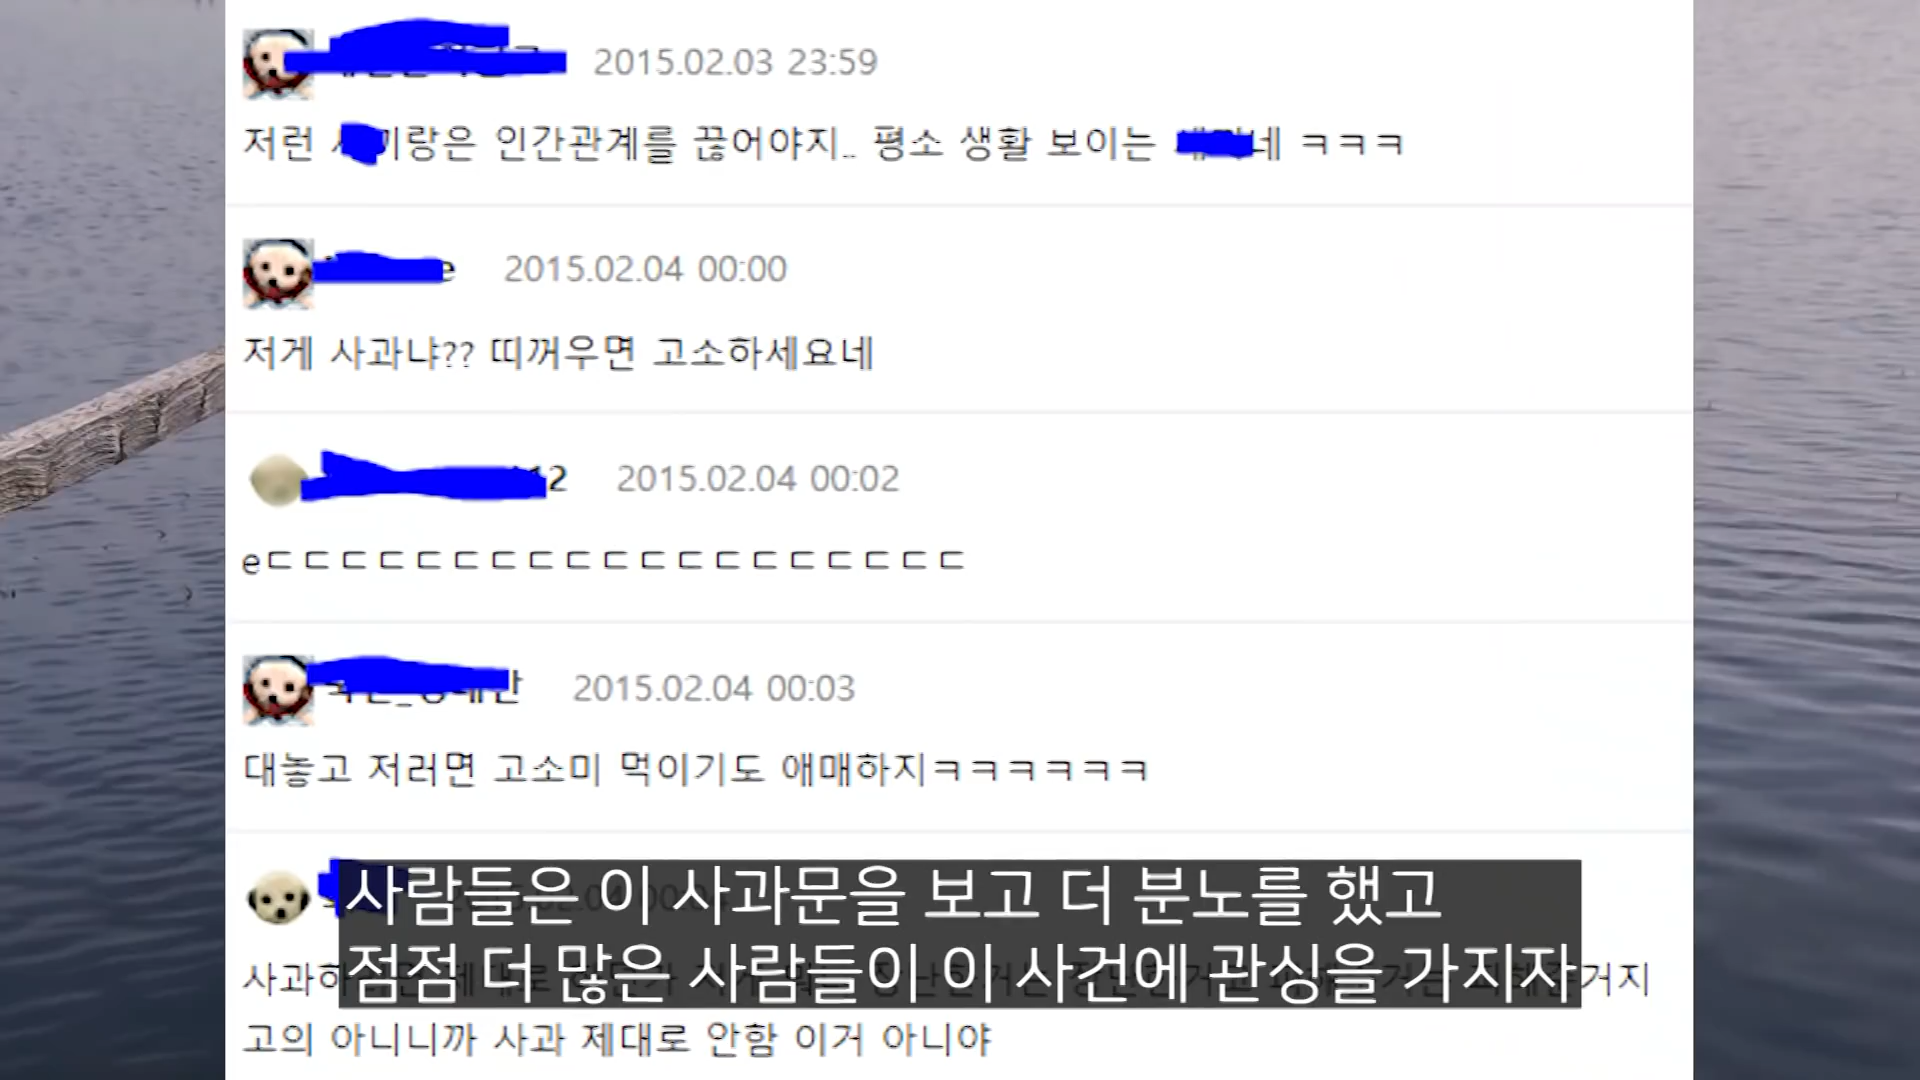 2015.02.03 23:59
저런 랑은 인간관계를 끊어야지.. 평소 생활 보이는 네 ㅋㅋㅋ
e 2015.02.04 00:00
저게 사과냐?? 띠꺼우면 고소하세요네
12 2015.02.04 00:02
eㄷㄷㄷㄷㄷㄷㄷㄷㄷㄷㄷㄷㄷㄷㄷㄷㄷㄷㄷ
2015.02.04 00:03
대놓고 저러면 고소미 먹이기도 애매하지ㅋㅋㅋㅋㅋㅋ
사람들은 이 사과문을 보고 더 분노를 했고
점점 더 많은 사람들이 이 사건에 관심을 가지자
고의 아니니까 사과 제대로 안함 이거 아니야